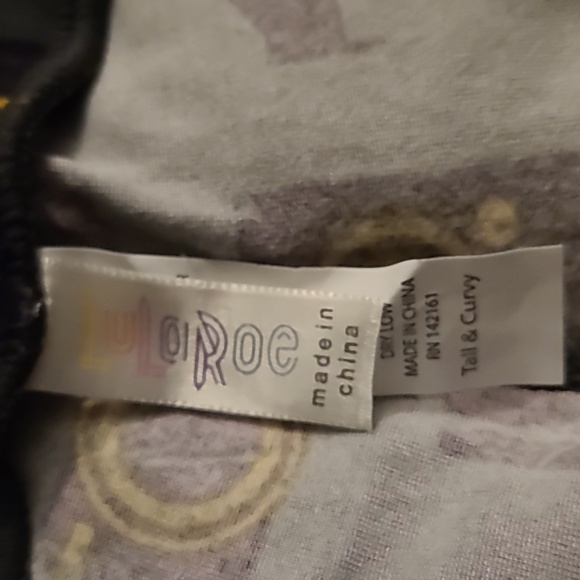 LuLaRoe
made in
china
DRY LOW
MADE IN CHINA
RN 142161
Tall & Curvy